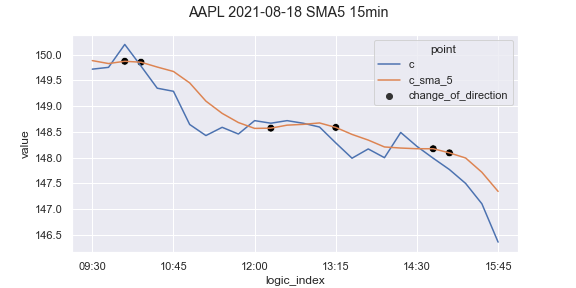 AAPL 2021-08-18 SMA5 15min
point
c
c_sma_5
change_of_direction
value
150.0
149.5
149.0
148.5
148.0
147.5
147.0
146.5
09:30 10:45 12:00 13:15 14:30 15:45
logic_index